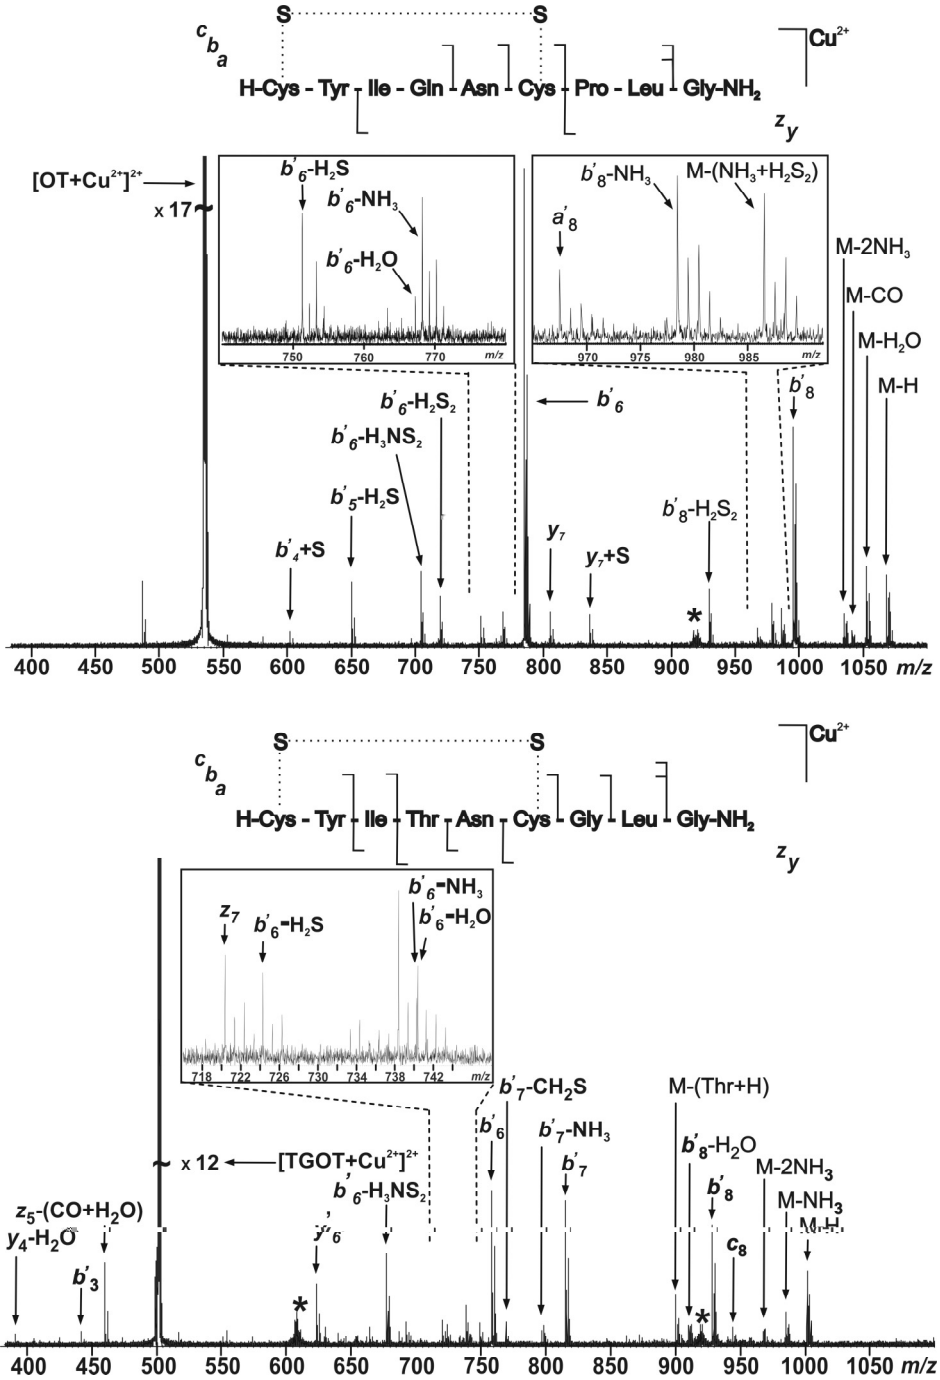 S S
c
b
a
Cu²⁺
H-Cys - Tyr - Ile - Gln - Asn - Cys - Pro - Leu - Gly-NH₂
z
y
[OT+Cu²⁺]²⁺
x 17
b'₆-H₂S
b'₆-NH₃
b'₆-H₂O
750 760 770 m/z
b'₈-NH₃
M-(NH₃+H₂S₂)
a'₈
970 975 980 985 m/z
M-2NH₃
M-CO
M-H₂O
M-H
b'₈
b'₆
b'₆-H₂S₂
b'₆-H₃NS₂
b'₅-H₂S
b'₄+S
y₇
y₇+S
b'₈-H₂S₂
*
400 450 500 550 600 650 700 750 800 850 900 950 1000 1050 m/z
S S
c
b
a
Cu²⁺
H-Cys - Tyr - Ile - Thr - Asn - Cys - Gly - Leu - Gly-NH₂
z
y
z₇
b'₆-H₂S
b'₆-NH₃
b'₆-H₂O
718 722 726 730 734 738 742 m/z
x 12
[TGOT+Cu²⁺]²⁺
b'₇-CH₂S
b'₆
b'₇-NH₃
b'₇
M-(Thr+H)
b'₈-H₂O
b'₈
M-2NH₃
M-NH₃
M-H
c₈
b'₆-H₃NS₂
z₅-(CO+H₂O)
y₄-H₂O
b'₃
* *
400 450 500 550 600 650 700 750 800 850 900 950 1000 1050 m/z